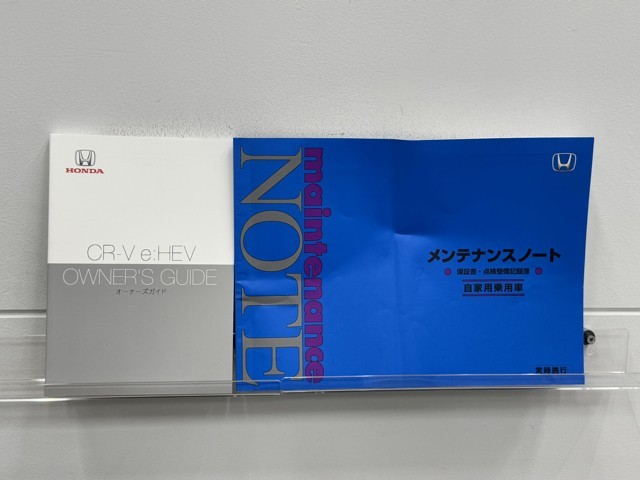 HONDA
CR-V e:HEV
OWNER'S GUIDE
オーナーズガイド
maintenance
NOTE
メンテナンスノート
保証書・点検整備記録簿
自家用乗用車